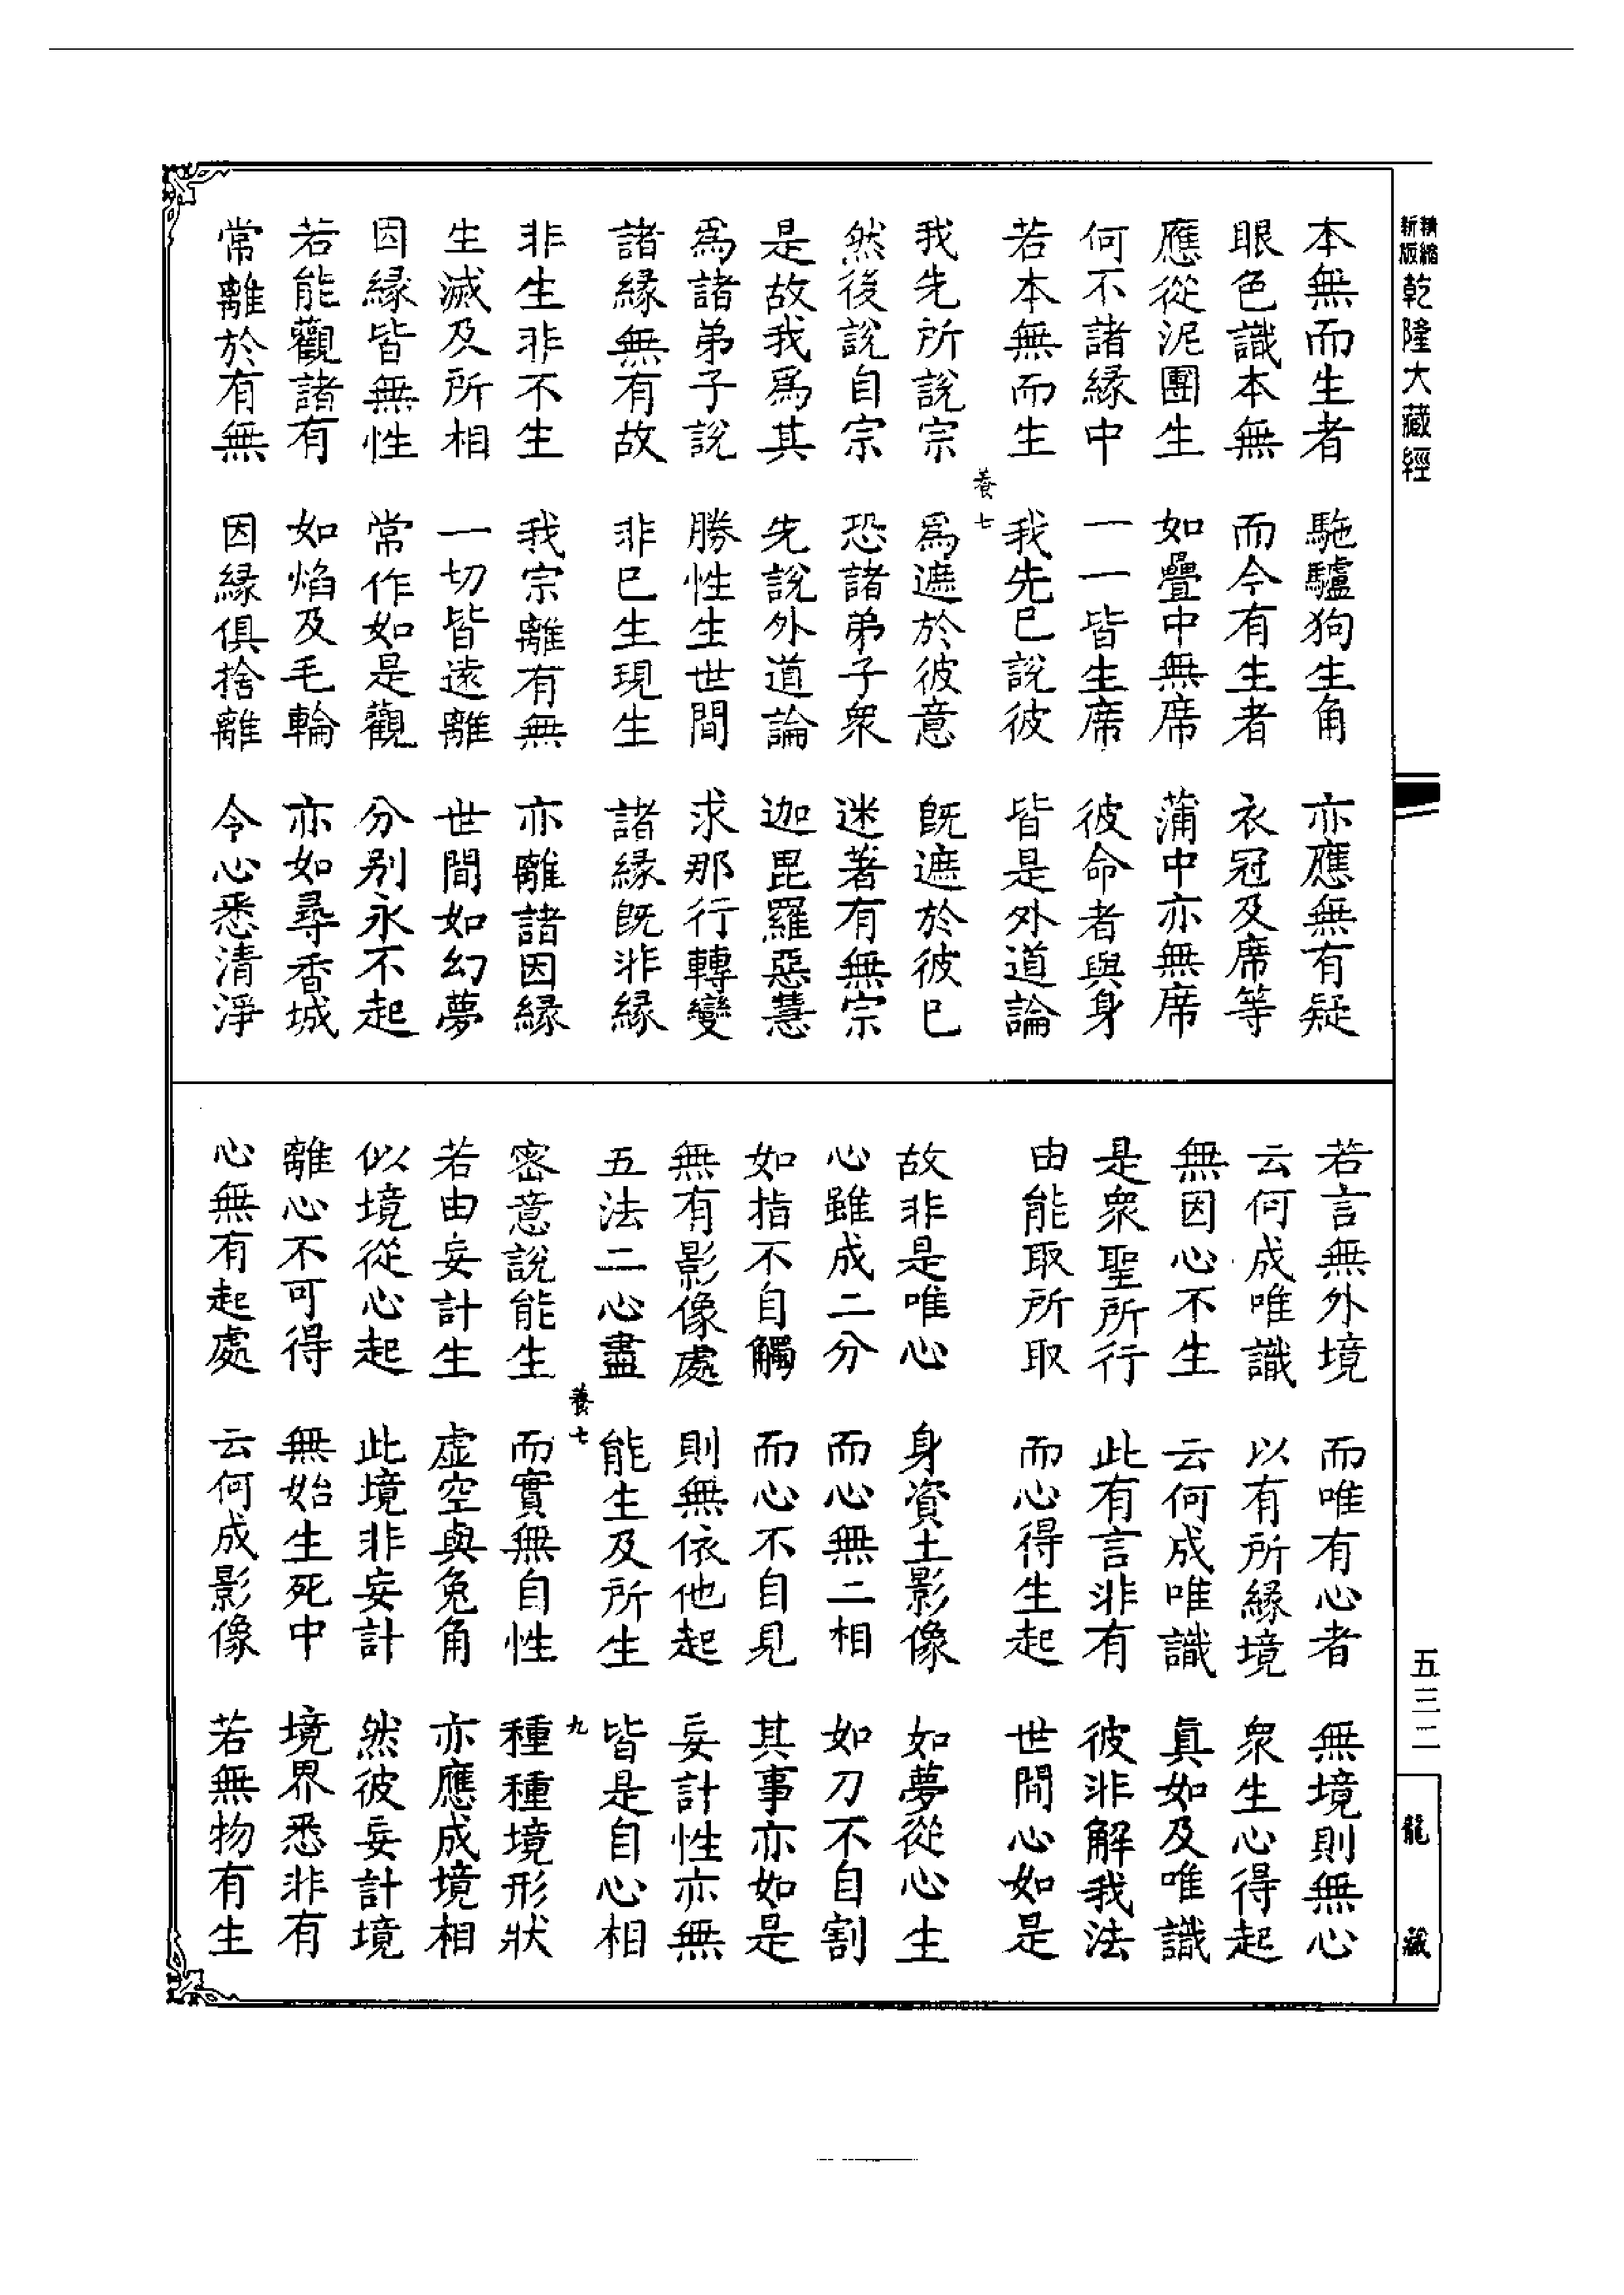 精縮新版乾隆大藏經
本無而生者 駞驢狗生角 亦應無有疑
眼色識本無 而今有生者 衣冠及席等
應從泥團生 如疊中無席 蒲中亦無席
何不諸縁中 一一皆生席 彼命者與身
若本無而生 我先已說彼 皆是外道論
養七
我先所說宗 爲遮於彼意 旣遮於彼已
然後說自宗 恐諸弟子衆 迷著有無宗
是故我爲其 先說外道論 迦毘羅惡慧
爲諸弟子說 勝性生世間 求那行轉變
諸縁無有故 非已生現生 諸縁旣非縁
非生非不生 我宗離有無 亦離諸因縁
生滅及所相 一切皆遠離 世間如幻夢
因縁皆無性 常作如是觀 分别永不起
若能觀諸有 如焰及毛輪 亦如尋香城
常離於有無 因縁俱捨離 令心悉清淨
若言無外境 而唯有心者 無境則無心
云何成唯識 以有所縁境 衆生心得起
無因心不生 云何成唯識 眞如及唯識
是衆聖所行 此有言非有 彼非解我法
由能取所取 而心得生起 世間心如是
故非是唯心 身資土影像 如夢從心生
心雖成二分 而心無二相 如刀不自割
如指不自觸 而心不自見 其事亦如是
無有影像處 則無依他起 妄計性亦無
五法二心盡 能生及所生 皆是自心相
養七 九
密意說能生 而實無自性 種種境形狀
若由妄計生 虚空與兔角 亦應成境相
似境從心起 此境非妄計 然彼妄計境
離心不可得 無始生死中 境界悉非有
心無有起處 云何成影像 若無物有生
五三二
龍藏